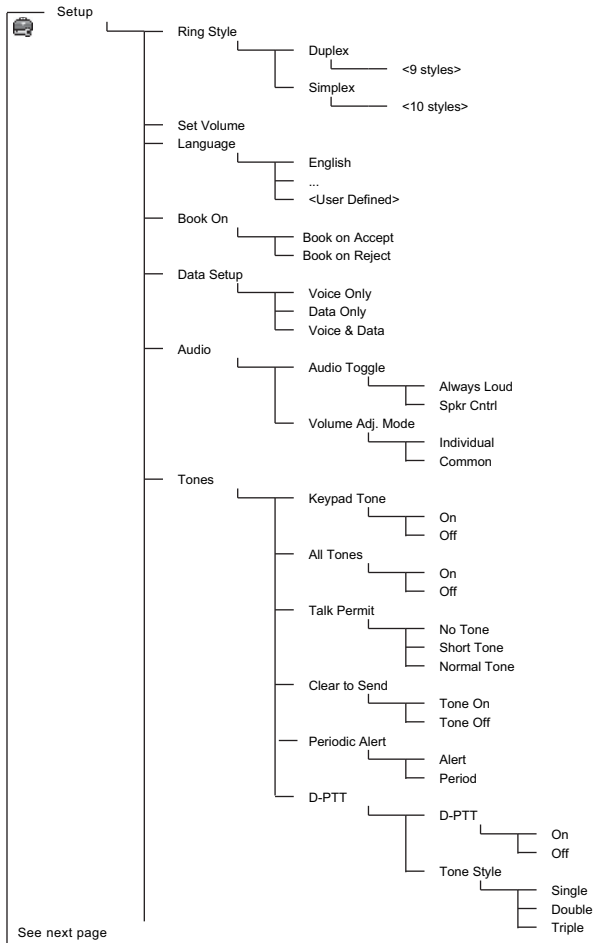 Setup
Ring Style
Duplex
<9 styles>
Simplex
<10 styles>
Set Volume
Language
English
...
<User Defined>
Book On
Book on Accept
Book on Reject
Data Setup
Voice Only
Data Only
Voice & Data
Audio
Audio Toggle
Always Loud
Spkr Cntrl
Volume Adj. Mode
Individual
Common
Tones
Keypad Tone
On
Off
All Tones
On
Off
Talk Permit
No Tone
Short Tone
Normal Tone
Clear to Send
Tone On
Tone Off
Periodic Alert
Alert
Period
D-PTT
D-PTT
On
Off
Tone Style
Single
Double
Triple
See next page